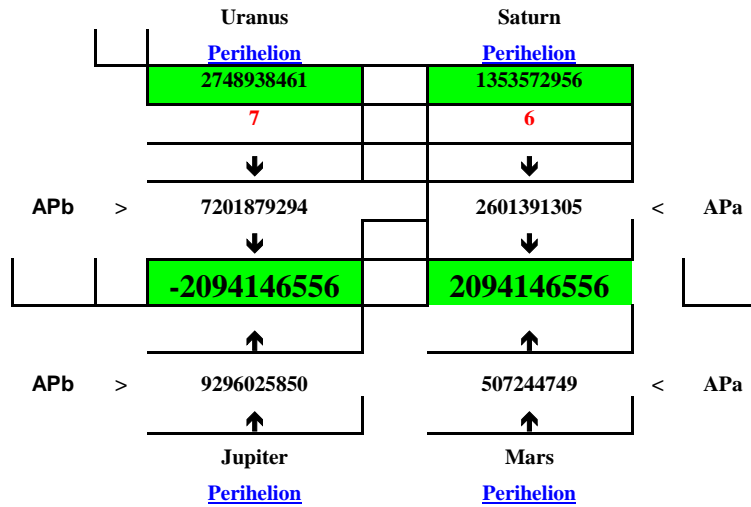 Uranus Saturn
Perihelion Perihelion
2748938461 1353572956
7 6
🡫 🡫
APb > 7201879294 2601391305 < APa
🡫 🡫
-2094146556 2094146556
🡩 🡩
APb > 9296025850 507244749 < APa
🡩 🡩
Jupiter Mars
Perihelion Perihelion